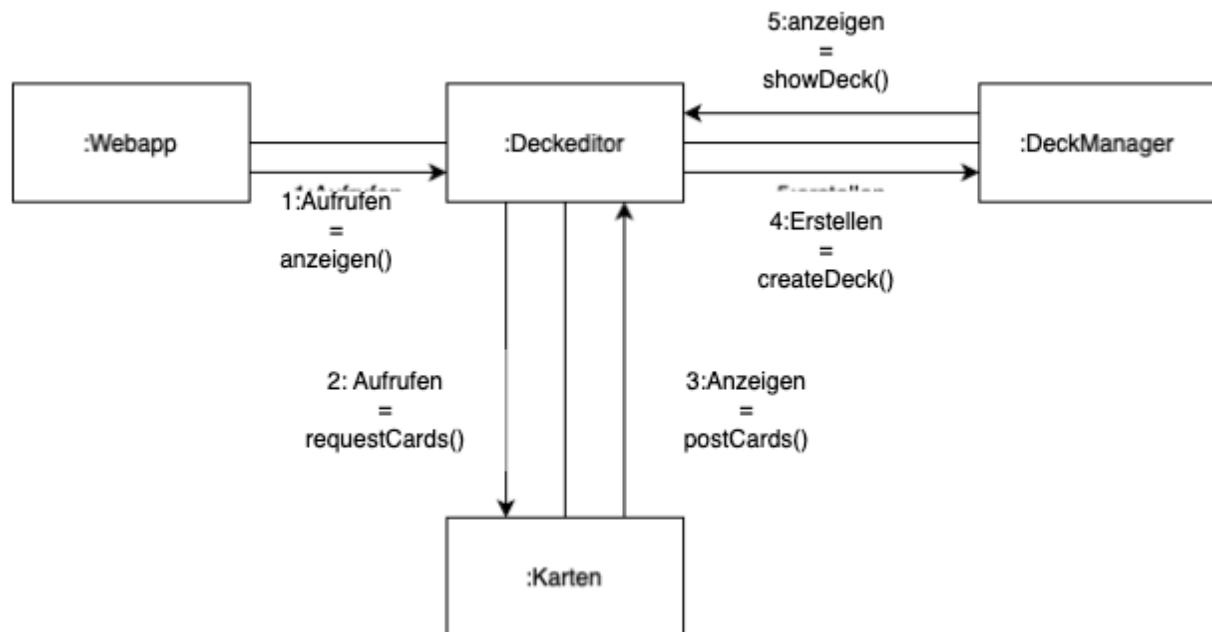 5:anzeigen
=
showDeck()
:Webapp
:Deckeditor
:DeckManager
1:Aufrufen
=
anzeigen()
4:Erstellen
=
createDeck()
2: Aufrufen
=
requestCards()
3:Anzeigen
=
postCards()
:Karten